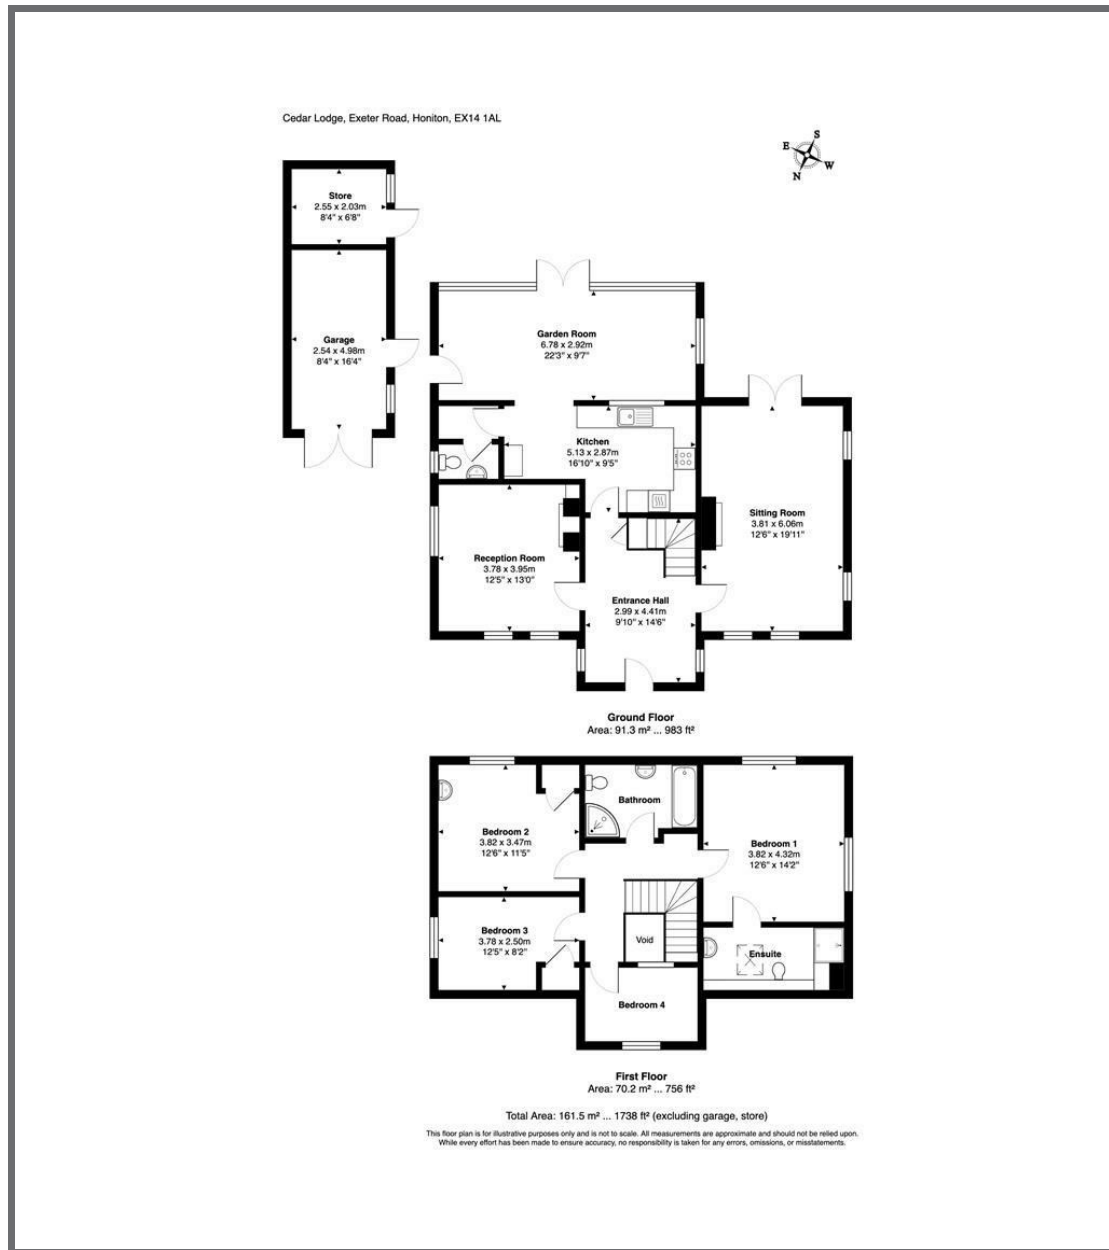 Cedar Lodge, Exeter Road, Honiton, EX14 1AL
S
E
W
N
Store
2.55 x 2.03m
8'4" x 6'8"
Garage
2.54 x 4.98m
8'4" x 16'4"
Garden Room
6.78 x 2.92m
22'3" x 9'7"
Kitchen
5.13 x 2.87m
16'10" x 9'5"
Sitting Room
3.81 x 6.06m
12'6" x 19'11"
Reception Room
3.78 x 3.95m
12'5" x 13'0"
Entrance Hall
2.99 x 4.41m
9'10" x 14'6"
Ground Floor
Area: 91.3 m² ... 983 ft²
Bathroom
Bedroom 2
3.82 x 3.47m
12'6" x 11'5"
Bedroom 1
3.82 x 4.32m
12'6" x 14'2"
Bedroom 3
3.78 x 2.50m
12'5" x 8'2"
Void
Ensuite
Bedroom 4
First Floor
Area: 70.2 m² ... 756 ft²
Total Area: 161.5 m² ... 1738 ft² (excluding garage, store)
This floor plan is for illustrative purposes only and is not to scale. All measurements are approximate and should not be relied upon.
While every effort has been made to ensure accuracy, no responsibility is taken for any errors, omissions, or misstatements.